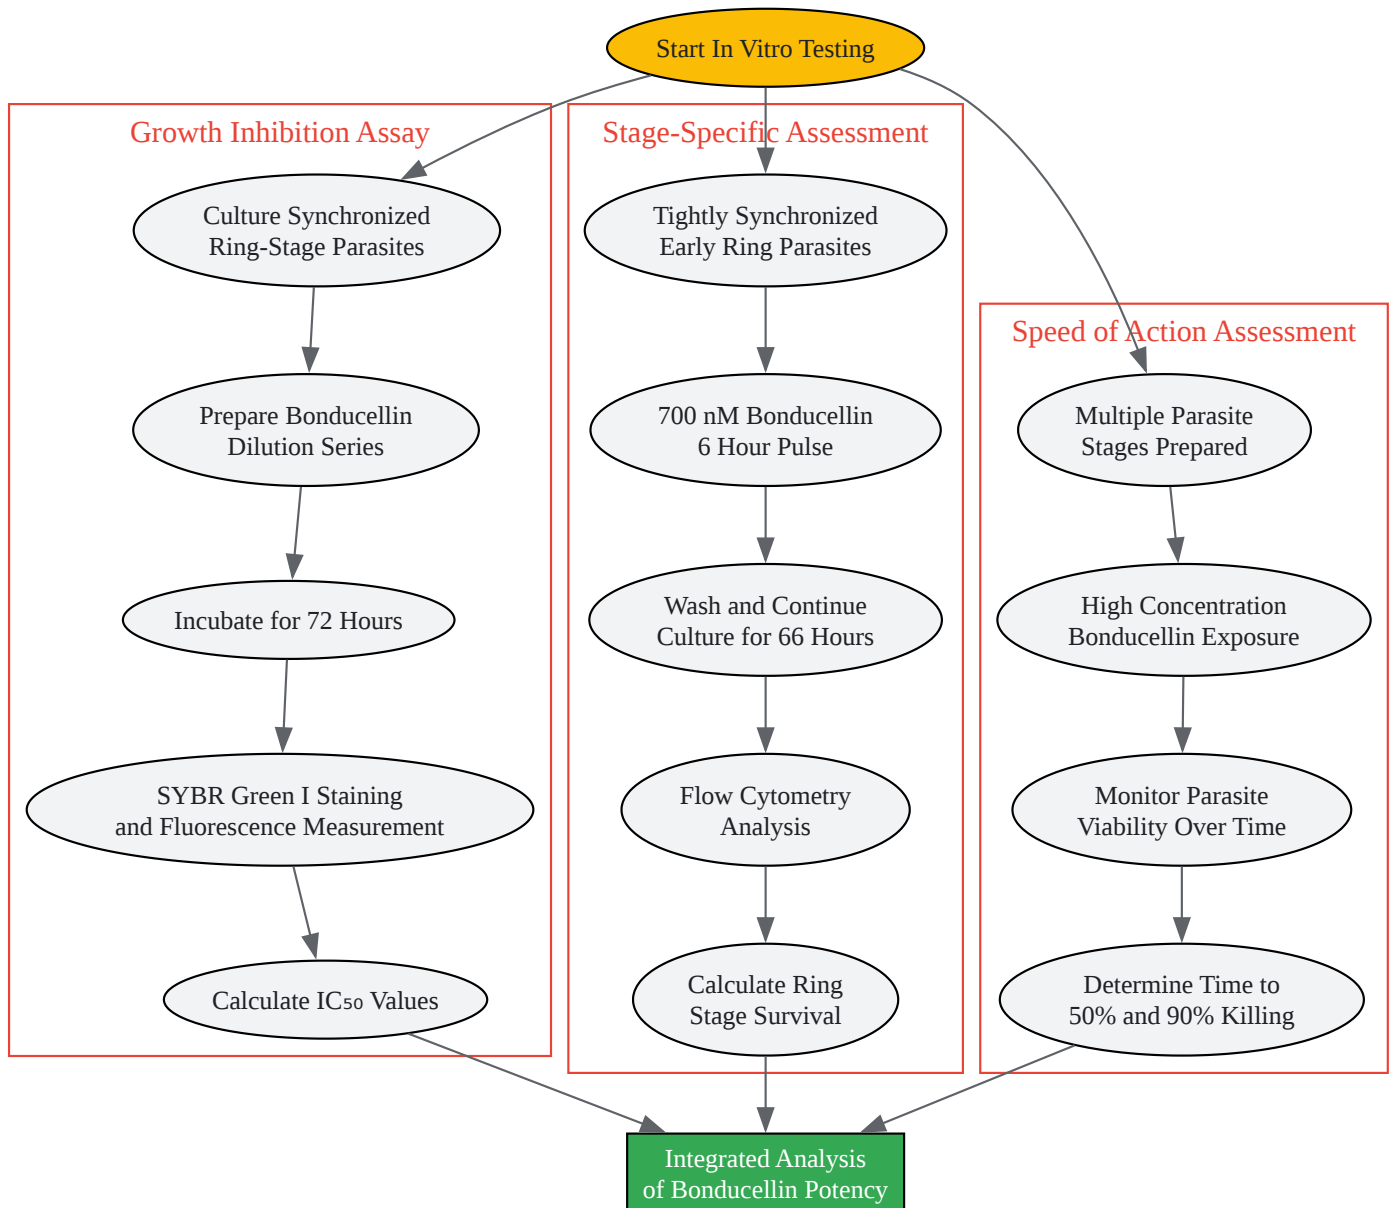 Start In Vitro Testing
Growth Inhibition Assay
Culture Synchronized
Ring-Stage Parasites
Prepare Bonducellin
Dilution Series
Incubate for 72 Hours
SYBR Green I Staining
and Fluorescence Measurement
Calculate IC₅₀ Values
Stage-Specific Assessment
Tightly Synchronized
Early Ring Parasites
700 nM Bonducellin
6 Hour Pulse
Wash and Continue
Culture for 66 Hours
Flow Cytometry
Analysis
Calculate Ring
Stage Survival
Speed of Action Assessment
Multiple Parasite
Stages Prepared
High Concentration
Bonducellin Exposure
Monitor Parasite
Viability Over Time
Determine Time to
50% and 90% Killing
Integrated Analysis
of Bonducellin Potency